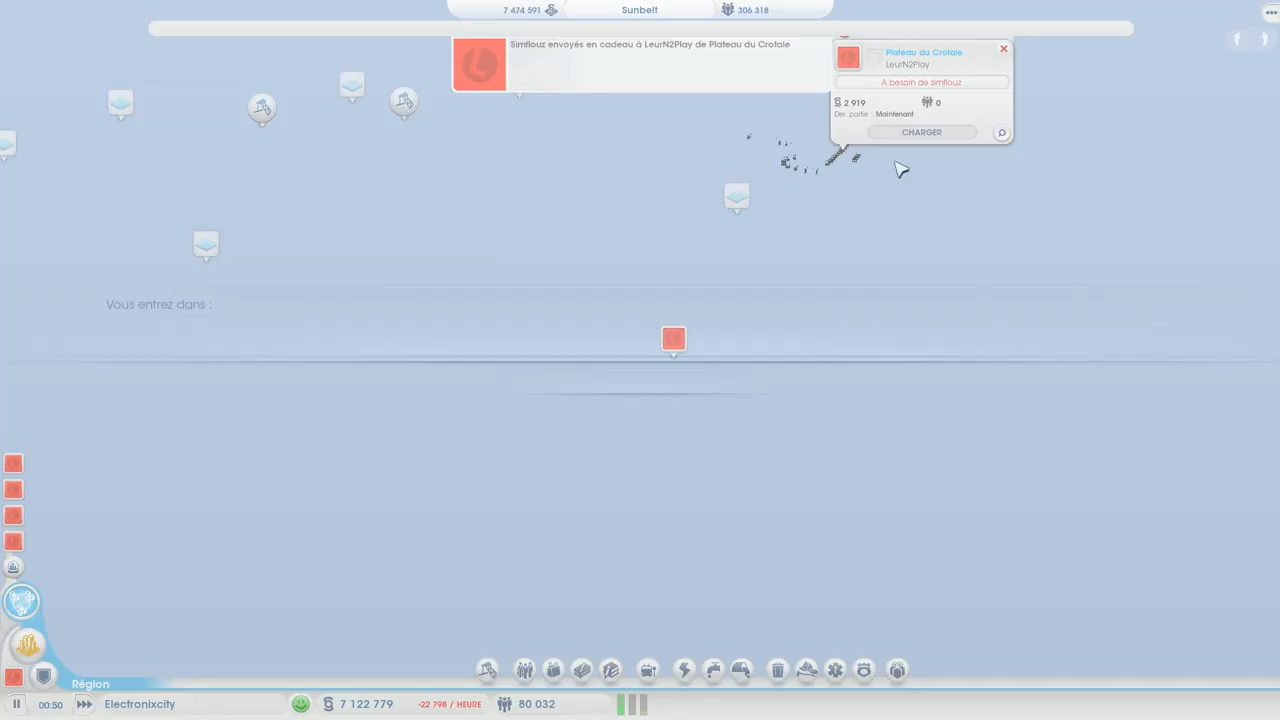 7 474 591
Sunbelt
306 318
Simflouz envoyés en cadeau à LeurN2Play de Plateau du Crotale
Plateau du Crotale
LeurN2Play
A besoin de simflouz
2 919
0
Der. partie
Maintenant
CHARGER
Vous entrez dans :
Région
00:50
Electronixcity
7 122 779
-22 798 / HEURE
80 032